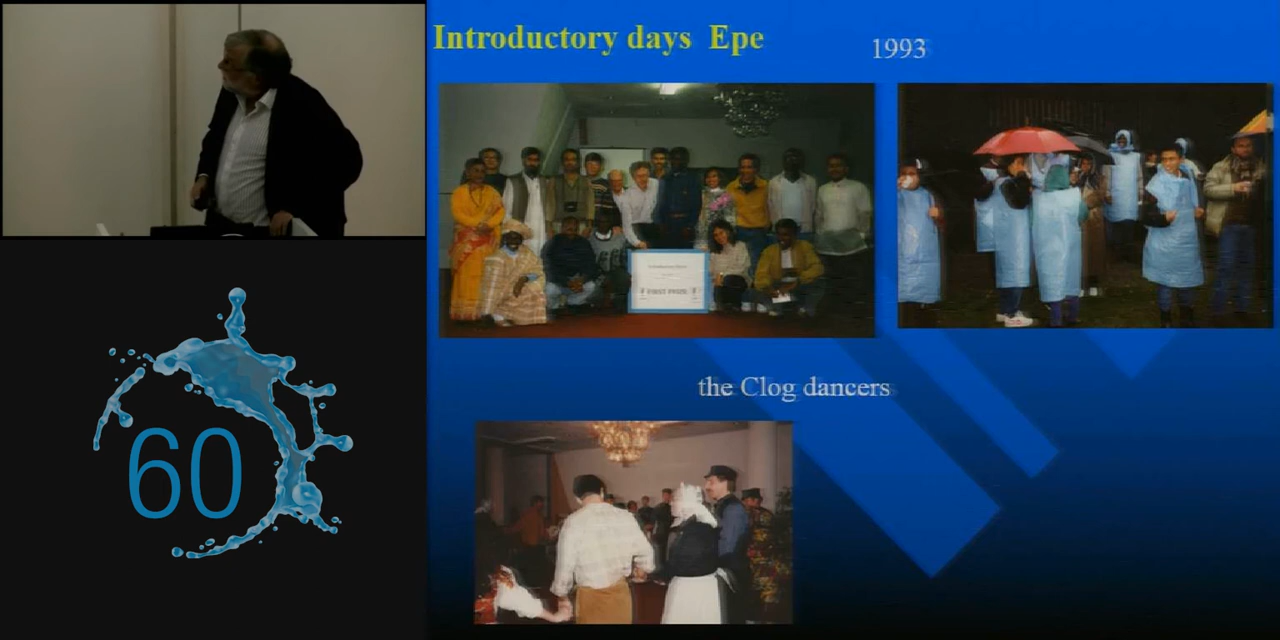 Introductory days Epe
1993
FIRST PRIZE
the Clog dancers
60